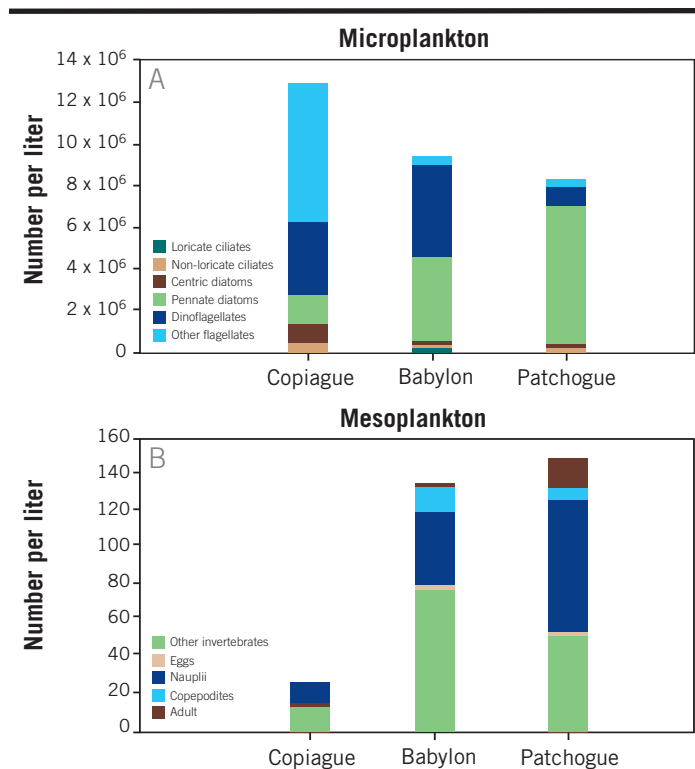 Microplankton
A
Number per liter
14 x 10⁶
12 x 10⁶
10 x 10⁶
8 x 10⁶
6 x 10⁶
4 x 10⁶
2 x 10⁶
0
Loricate ciliates
Non-loricate ciliates
Centric diatoms
Pennate diatoms
Dinoflagellates
Other flagellates
Copiague
Babylon
Patchogue
Mesoplankton
B
Number per liter
160
140
120
100
80
60
40
20
0
Other invertebrates
Eggs
Nauplii
Copepodites
Adult
Copiague
Babylon
Patchogue